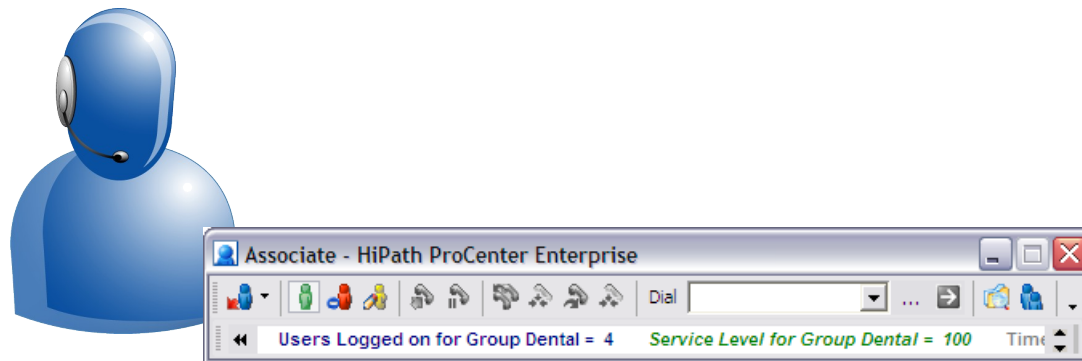 Associate - HiPath ProCenter Enterprise
Dial ...
Users Logged on for Group Dental = 4 Service Level for Group Dental = 100 Time